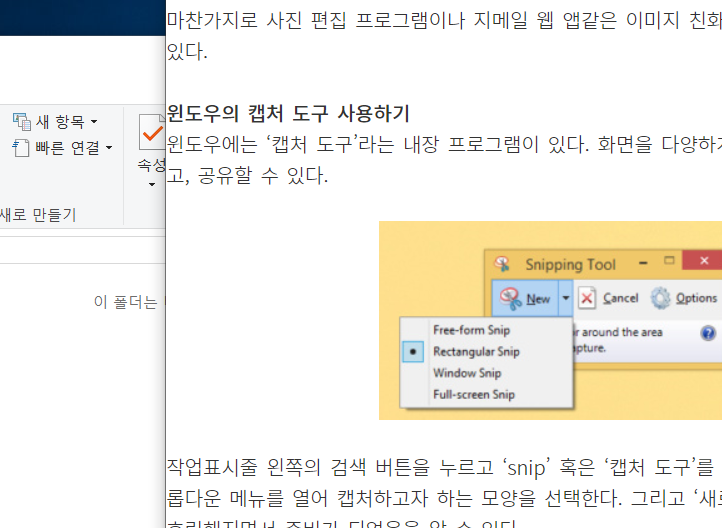 마찬가지로 사진 편집 프로그램이나 지메일 웹 앱같은 이미지 친화
있다.
윈도우의 캡처 도구 사용하기
윈도우에는 ‘캡처 도구’라는 내장 프로그램이 있다. 화면을 다양하
고, 공유할 수 있다.
새 항목
빠른 연결
속성
새로 만들기
이 폴더는
Snipping Tool
New Cancel Options
Free-form Snip
Rectangular Snip
Window Snip
Full-screen Snip
r around the area
pture.
작업표시줄 왼쪽의 검색 버튼을 누르고 ‘snip’ 혹은 ‘캡처 도구’를
롭다운 메뉴를 열어 캡처하고자 하는 모양을 선택한다. 그리고 ‘새